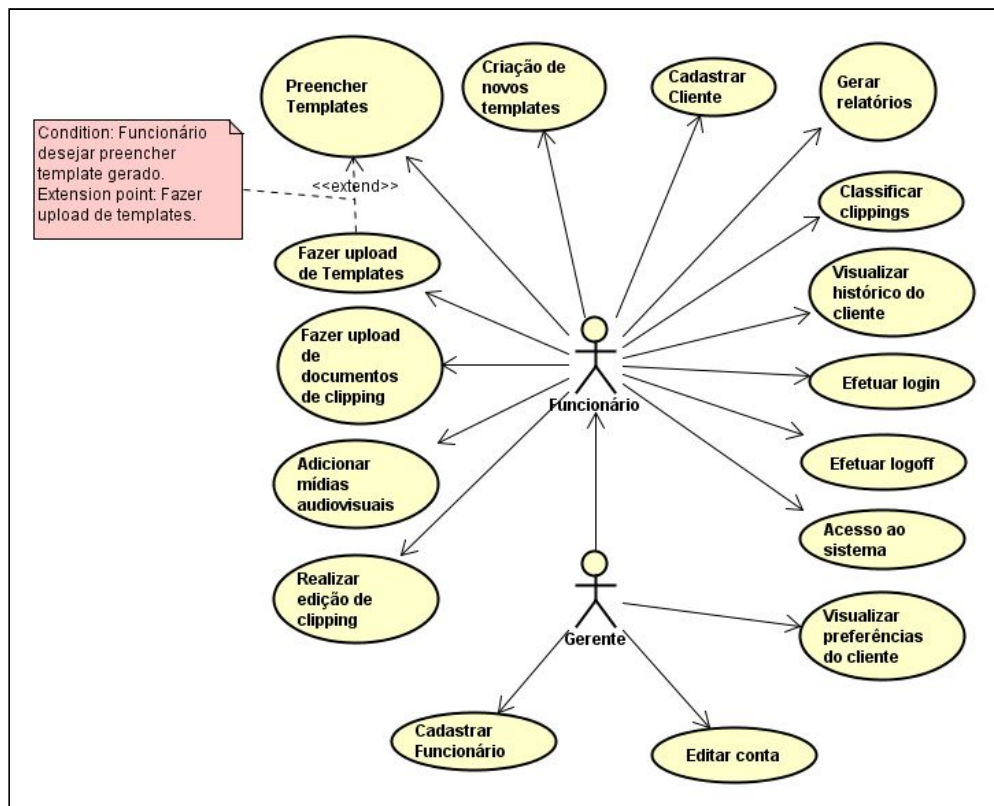 Preencher
Templates
Criação de
novos
templates
Cadastrar
Cliente
Gerar
relatórios
Condition: Funcionário
desejar preencher
template gerado.
Extension point: Fazer
upload de templates.
<<extend>>
Classificar
clippings
Fazer upload
de Templates
Visualizar
histórico do
cliente
Fazer upload
de
documentos
de clipping
Efetuar login
Funcionário
Adicionar
mídias
audiovisuais
Efetuar logoff
Acesso ao
sistema
Realizar
edição de
clipping
Gerente
Visualizar
preferências
do cliente
Cadastrar
Funcionário
Editar conta